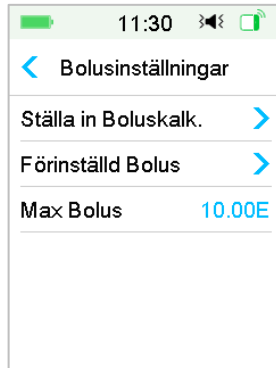 11:30
Bolusinställningar
Ställa in Boluskalk.
Förinställd Bolus
Max Bolus 10.00E